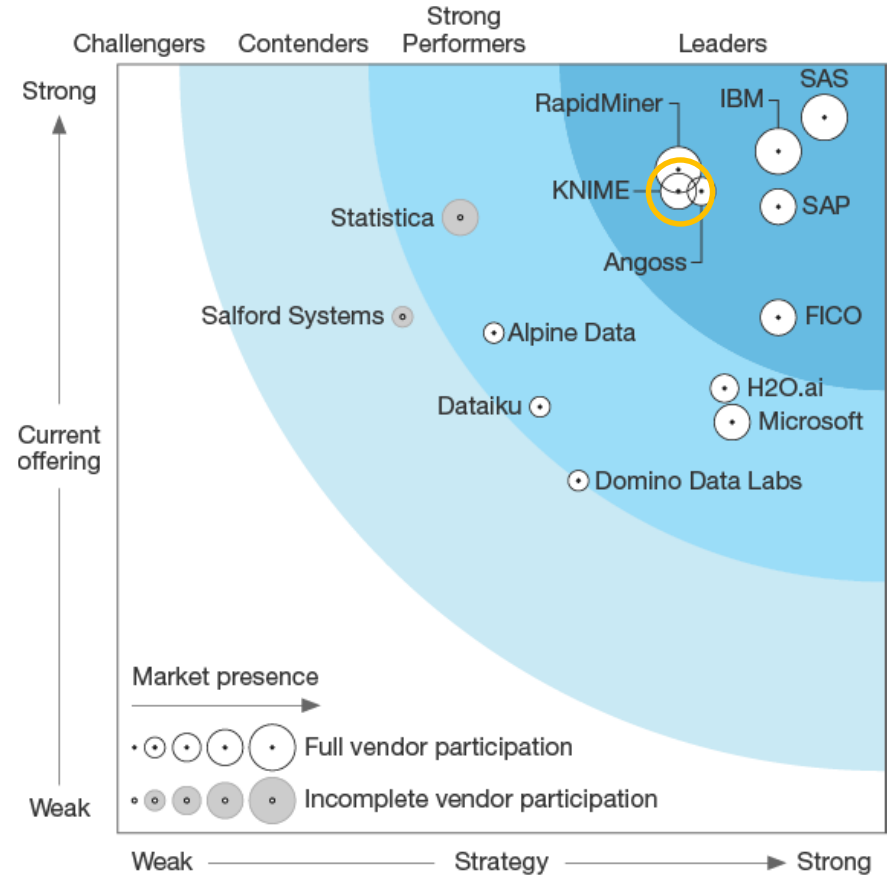 Strong
Challengers Contenders Performers Leaders
Strong
SAS
RapidMiner IBM
KNIME
SAP
Statistica
Angoss
Salford Systems
FICO
Alpine Data
H2O.ai
Dataiku
Microsoft
Current
offering
Domino Data Labs
Market presence
Full vendor participation
Incomplete vendor participation
Weak
Weak Strategy Strong